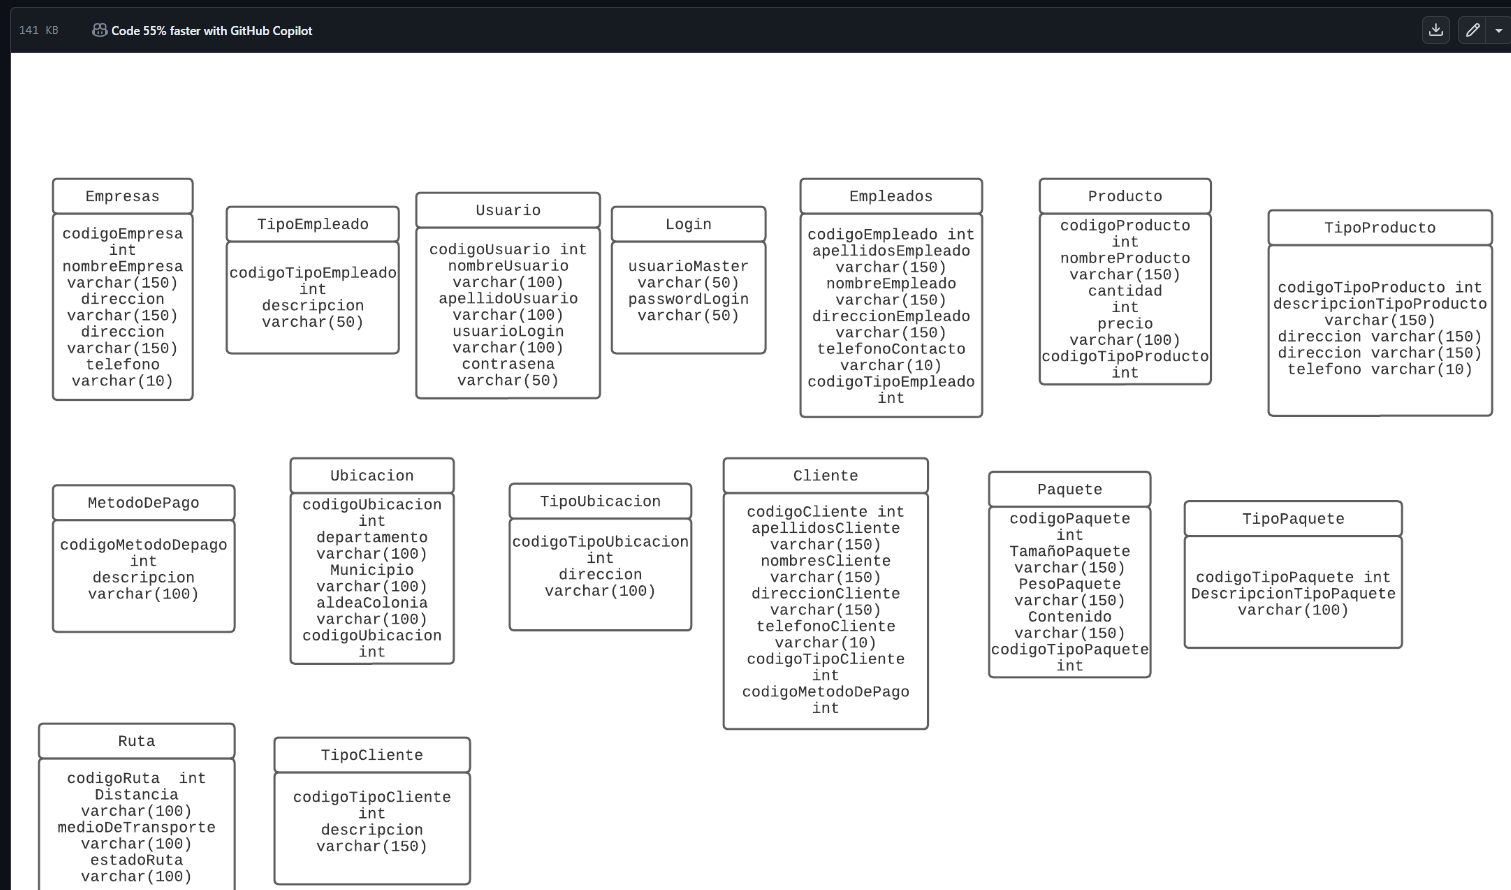 141 KB
Code 55% faster with GitHub Copilot
Empresas
codigoEmpresa
int
nombreEmpresa
varchar(150)
direccion
varchar(150)
direccion
varchar(150)
telefono
varchar(10)
TipoEmpleado
codigoTipoEmpleado
int
descripcion
varchar(50)
Usuario
codigoUsuario int
nombreUsuario
varchar(100)
apellidoUsuario
varchar(100)
usuarioLogin
varchar(100)
contrasena
varchar(50)
Login
usuarioMaster
varchar(50)
passwordLogin
varchar(50)
Empleados
codigoEmpleado int
apellidosEmpleado
varchar(150)
nombreEmpleado
varchar(150)
direccionEmpleado
varchar(150)
telefonoContacto
varchar(10)
codigoTipoEmpleado
int
Producto
codigoProducto
int
nombreProducto
varchar(150)
cantidad
int
precio
varchar(100)
codigoTipoProducto
int
TipoProducto
codigoTipoProducto int
descripcionTipoProducto
varchar(150)
direccion varchar(150)
direccion varchar(150)
telefono varchar(10)
MetodoDePago
codigoMetodoDepago
int
descripcion
varchar(100)
Ubicacion
codigoUbicacion
int
departamento
varchar(100)
Municipio
varchar(100)
aldeaColonia
varchar(100)
codigoUbicacion
int
TipoUbicacion
codigoTipoUbicacion
int
direccion
varchar(100)
Cliente
codigoCliente int
apellidosCliente
varchar(150)
nombresCliente
varchar(150)
direccionCliente
varchar(150)
telefonoCliente
varchar(10)
codigoTipoCliente
int
codigoMetodoDePago
int
Paquete
codigoPaquete
int
TamañoPaquete
varchar(150)
PesoPaquete
varchar(150)
Contenido
varchar(150)
codigoTipoPaquete
int
TipoPaquete
codigoTipoPaquete int
DescripcionTipoPaquete
varchar(100)
Ruta
codigoRuta  int
Distancia
varchar(100)
medioDeTransporte
varchar(100)
estadoRuta
varchar(100)
TipoCliente
codigoTipoCliente
int
descripcion
varchar(150)